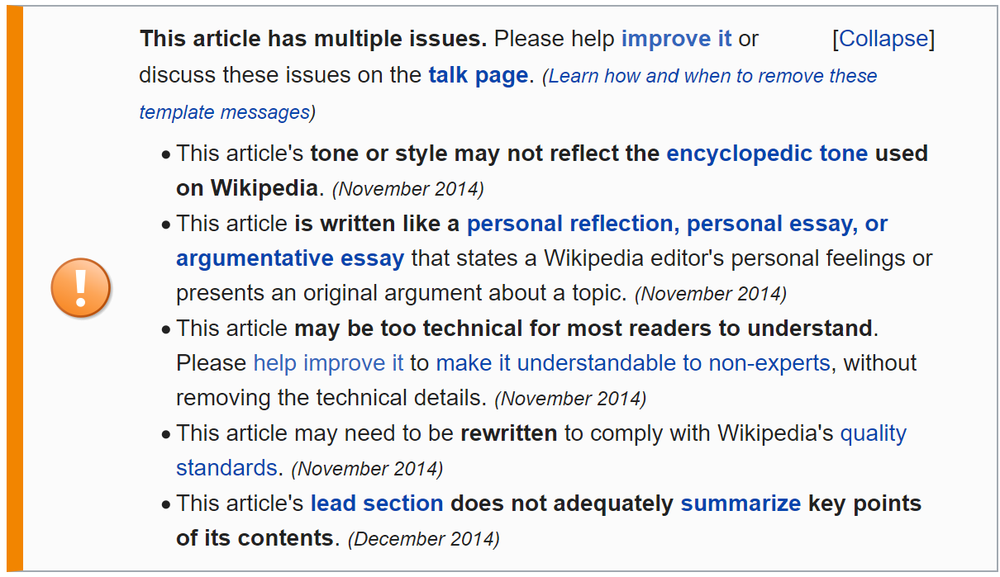 This article has multiple issues. Please help improve it or [Collapse]
discuss these issues on the talk page. (Learn how and when to remove these
template messages)
• This article's tone or style may not reflect the encyclopedic tone used
on Wikipedia. (November 2014)
• This article is written like a personal reflection, personal essay, or
argumentative essay that states a Wikipedia editor's personal feelings or
presents an original argument about a topic. (November 2014)
• This article may be too technical for most readers to understand.
Please help improve it to make it understandable to non-experts, without
removing the technical details. (November 2014)
• This article may need to be rewritten to comply with Wikipedia's quality
standards. (November 2014)
• This article's lead section does not adequately summarize key points
of its contents. (December 2014)